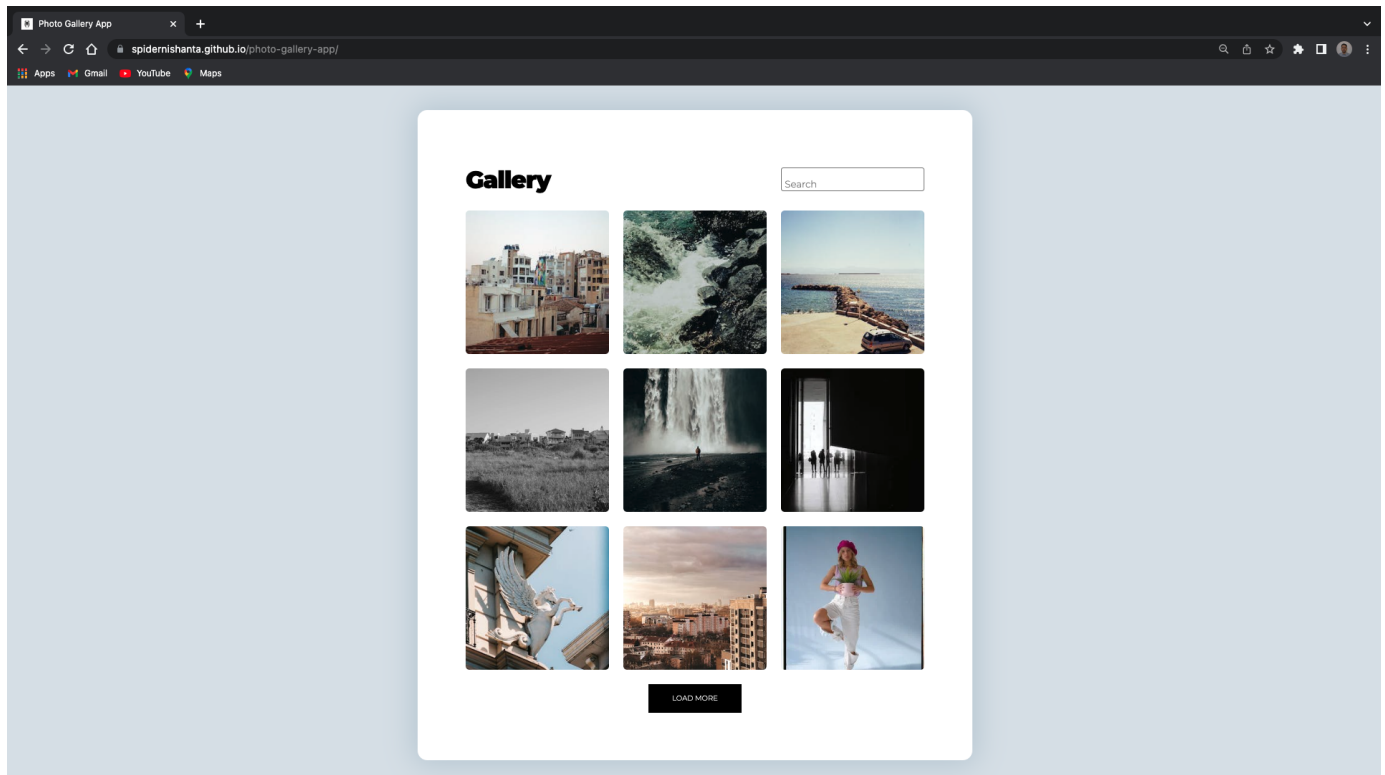 Photo Gallery App
spidernishanta.github.io/photo-gallery-app/
Apps Gmail YouTube Maps
Gallery
Search
LOAD MORE